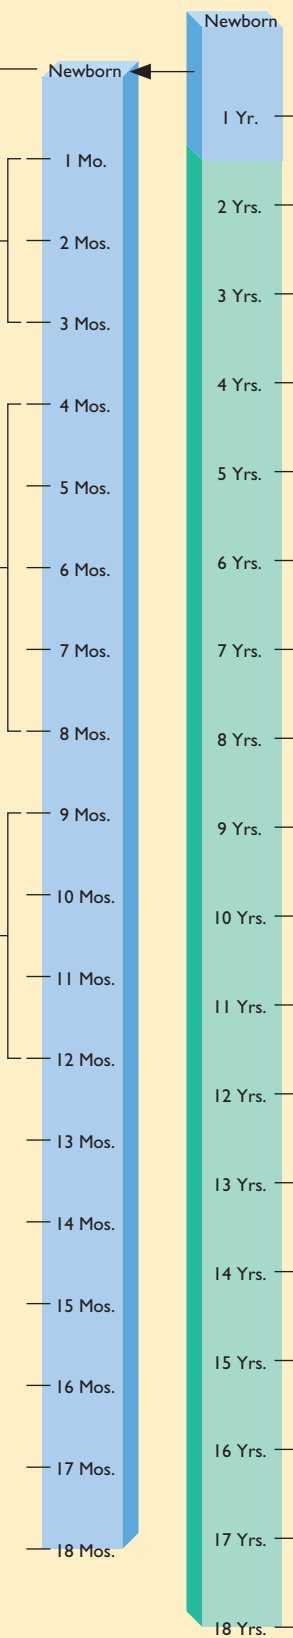 Newborn
1 Mo.
2 Mos.
3 Mos.
4 Mos.
5 Mos.
6 Mos.
7 Mos.
8 Mos.
9 Mos.
10 Mos.
11 Mos.
12 Mos.
13 Mos.
14 Mos.
15 Mos.
16 Mos.
17 Mos.
18 Mos.
Newborn
1 Yr.
2 Yrs.
3 Yrs.
4 Yrs.
5 Yrs.
6 Yrs.
7 Yrs.
8 Yrs.
9 Yrs.
10 Yrs.
11 Yrs.
12 Yrs.
13 Yrs.
14 Yrs.
15 Yrs.
16 Yrs.
17 Yrs.
18 Yrs.